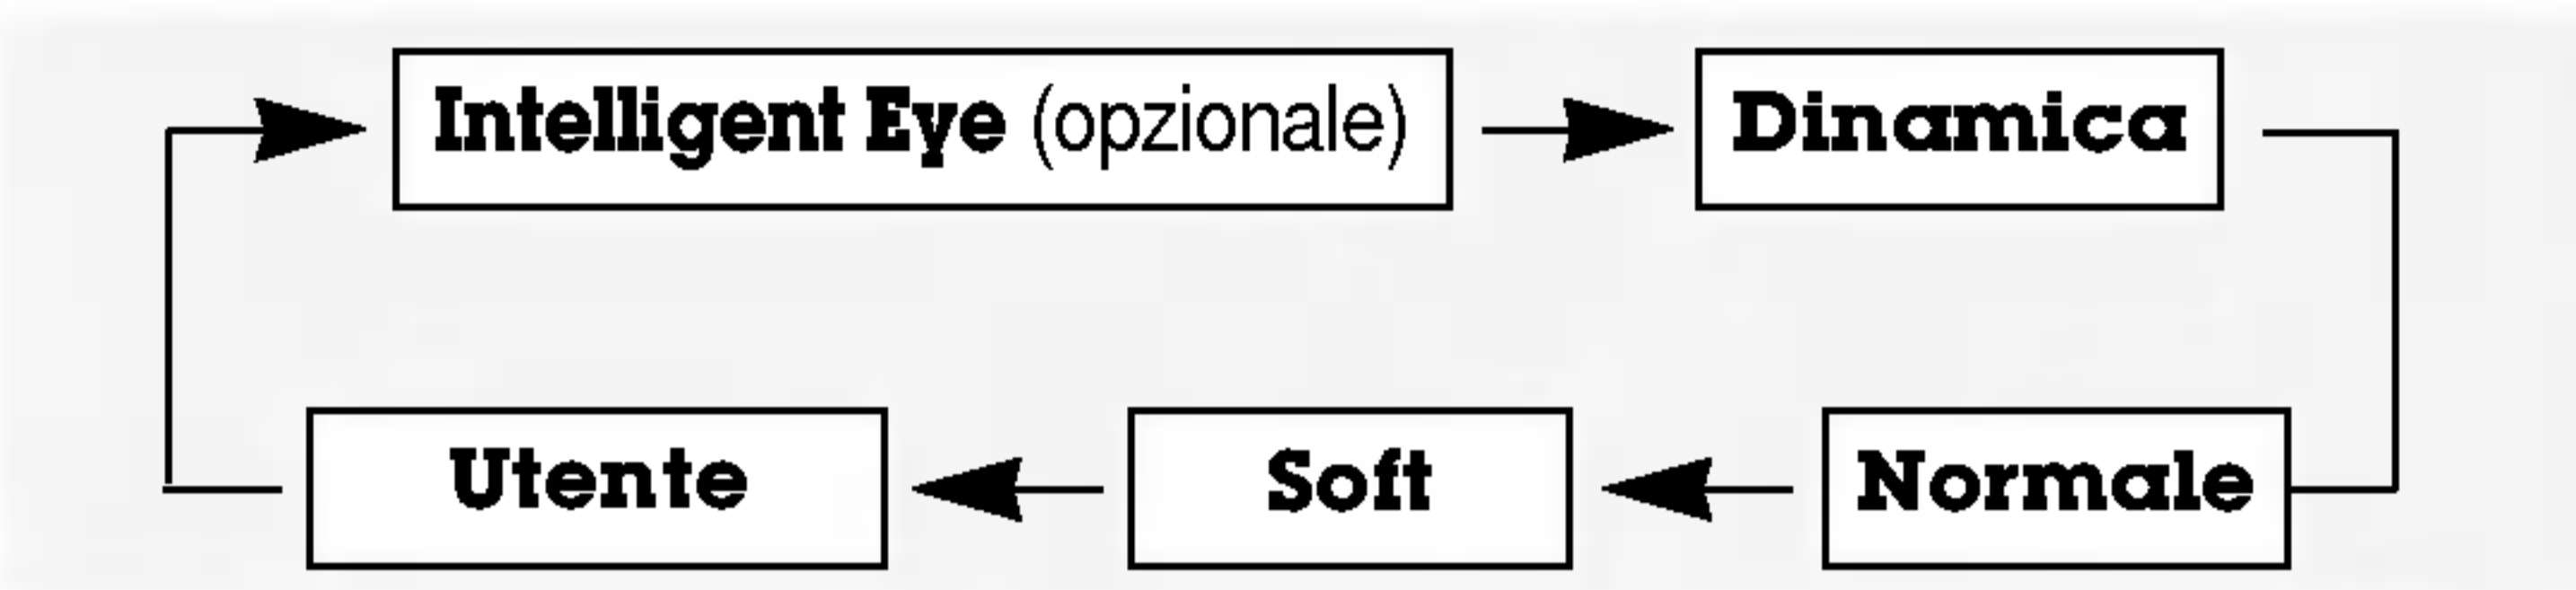 Intelligent Eye (opzionale)
Dinamica
Utente
Soft
Normale